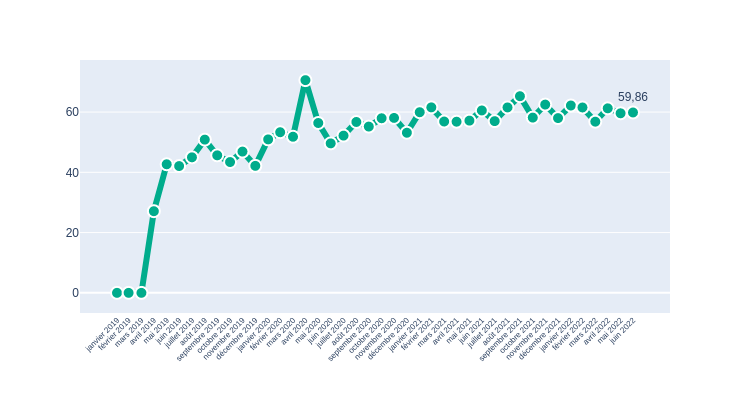 59,86
60
40
20
0
janvier 2019
février 2019
mars 2019
avril 2019
mai 2019
juin 2019
juillet 2019
août 2019
septembre 2019
octobre 2019
novembre 2019
décembre 2019
janvier 2020
février 2020
mars 2020
avril 2020
mai 2020
juin 2020
juillet 2020
août 2020
septembre 2020
octobre 2020
novembre 2020
décembre 2020
janvier 2021
février 2021
mars 2021
avril 2021
mai 2021
juin 2021
juillet 2021
août 2021
septembre 2021
octobre 2021
novembre 2021
décembre 2021
janvier 2022
février 2022
mars 2022
avril 2022
mai 2022
juin 2022